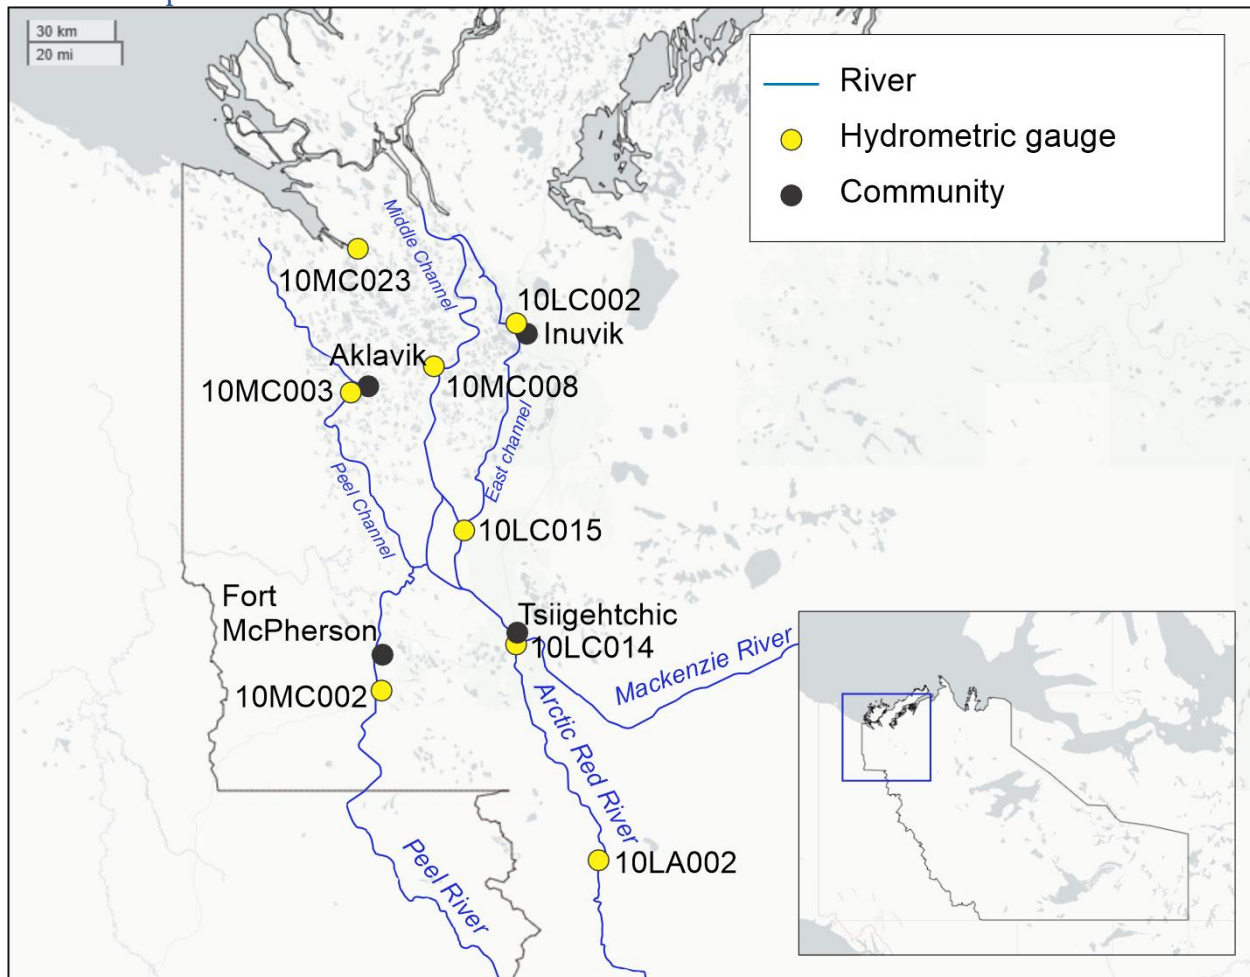 30 km
20 mi
River
Hydrometric gauge
Community
Middle Channel
10MC023
10LC002
Inuvik
Aklavik
10MC003
10MC008
East channel
Peel Channel
10LC015
Fort
McPherson
Tsiigehtchic
10LC014
Mackenzie River
10MC002
Arctic Red River
Peel River
10LA002